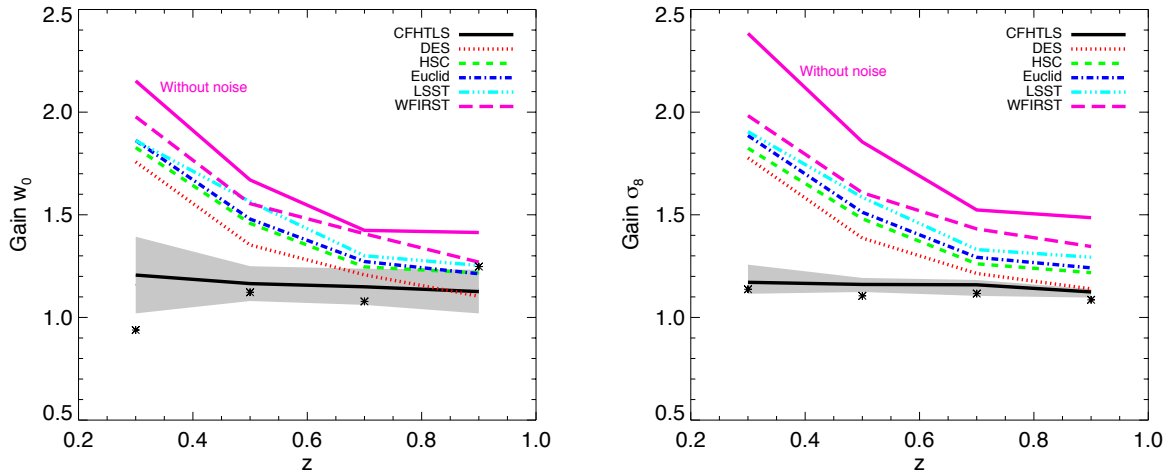 2.5
2.0
1.5
1.0
0.5
Gain w0
CFHTLS
DES
HSC
Euclid
LSST
WFIRST
Without noise
0.2
0.4
0.6
0.8
1.0
z
2.5
2.0
1.5
1.0
0.5
Gain σ8
CFHTLS
DES
HSC
Euclid
LSST
WFIRST
Without noise
0.2
0.4
0.6
0.8
1.0
z